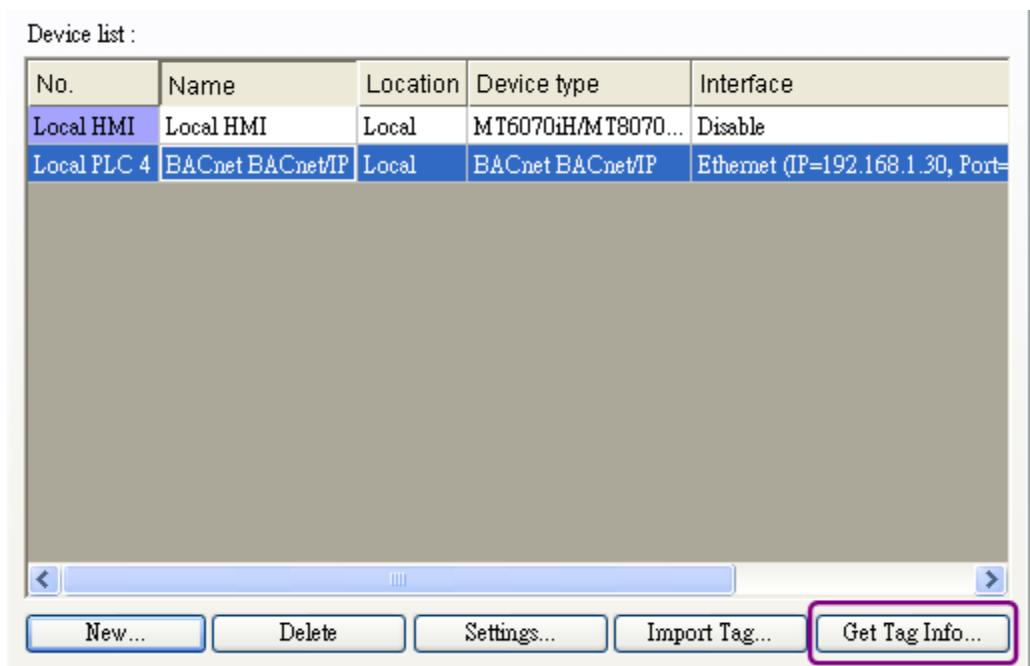 Device list :
No. Name Location Device type Interface
Local HMI Local HMI Local MT6070iH/MT8070... Disable
Local PLC 4 BACnet BACnet/IP Local BACnet BACnet/IP Ethernet (IP=192.168.1.30, Port=
New... Delete Settings... Import Tag... Get Tag Info...